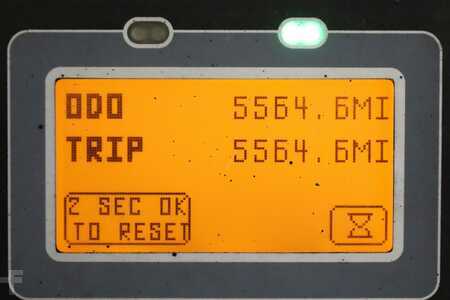 ODO 5564.6MI
TRIP 5564.6MI
2 SEC OK
TO RESET